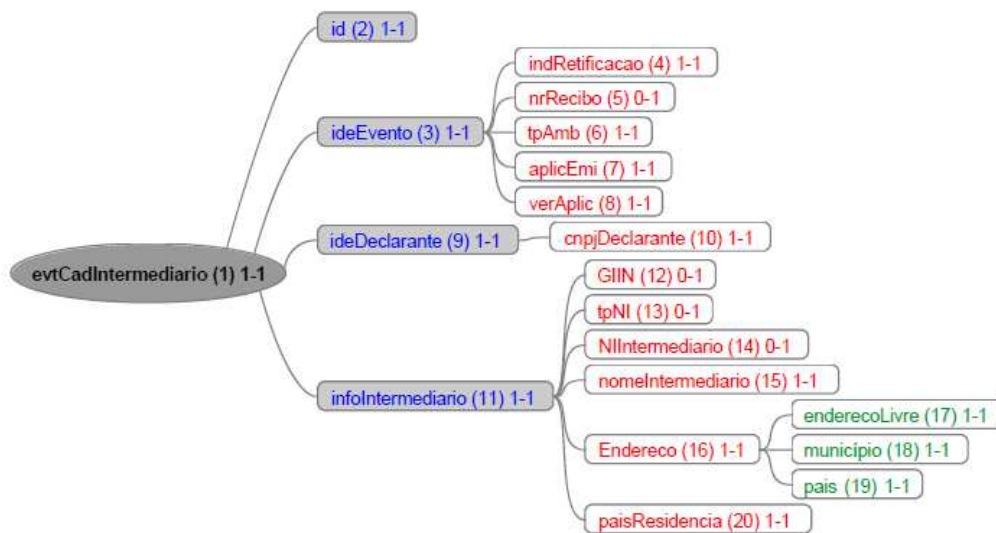 id (2) 1-1
indRetificacao (4) 1-1
nrRecibo (5) 0-1
ideEvento (3) 1-1
tpAmb (6) 1-1
aplicEmi (7) 1-1
verAplic (8) 1-1
ideDeclarante (9) 1-1
cnpjDeclarante (10) 1-1
evtCadIntermediario (1) 1-1
GIIN (12) 0-1
tpNI (13) 0-1
NIIntermediario (14) 0-1
nomeIntermediario (15) 1-1
infoIntermediario (11) 1-1
enderecoLivre (17) 1-1
Endereco (16) 1-1
município (18) 1-1
pais (19) 1-1
paisResidencia (20) 1-1